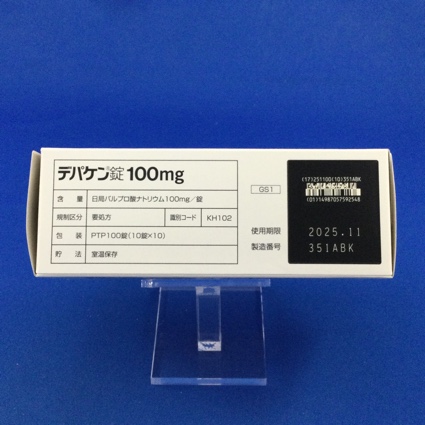 デパケン®錠100mg
含 量 日局バルプロ酸ナトリウム100mg/錠
規制区分 要処方 識別コード KH102
包 装 PTP100錠(10錠×10)
貯 法 室温保存
GS1
(17)251100(10)351ABK
(01)14987057592548
使用期限 2025.11
製造番号 351ABK